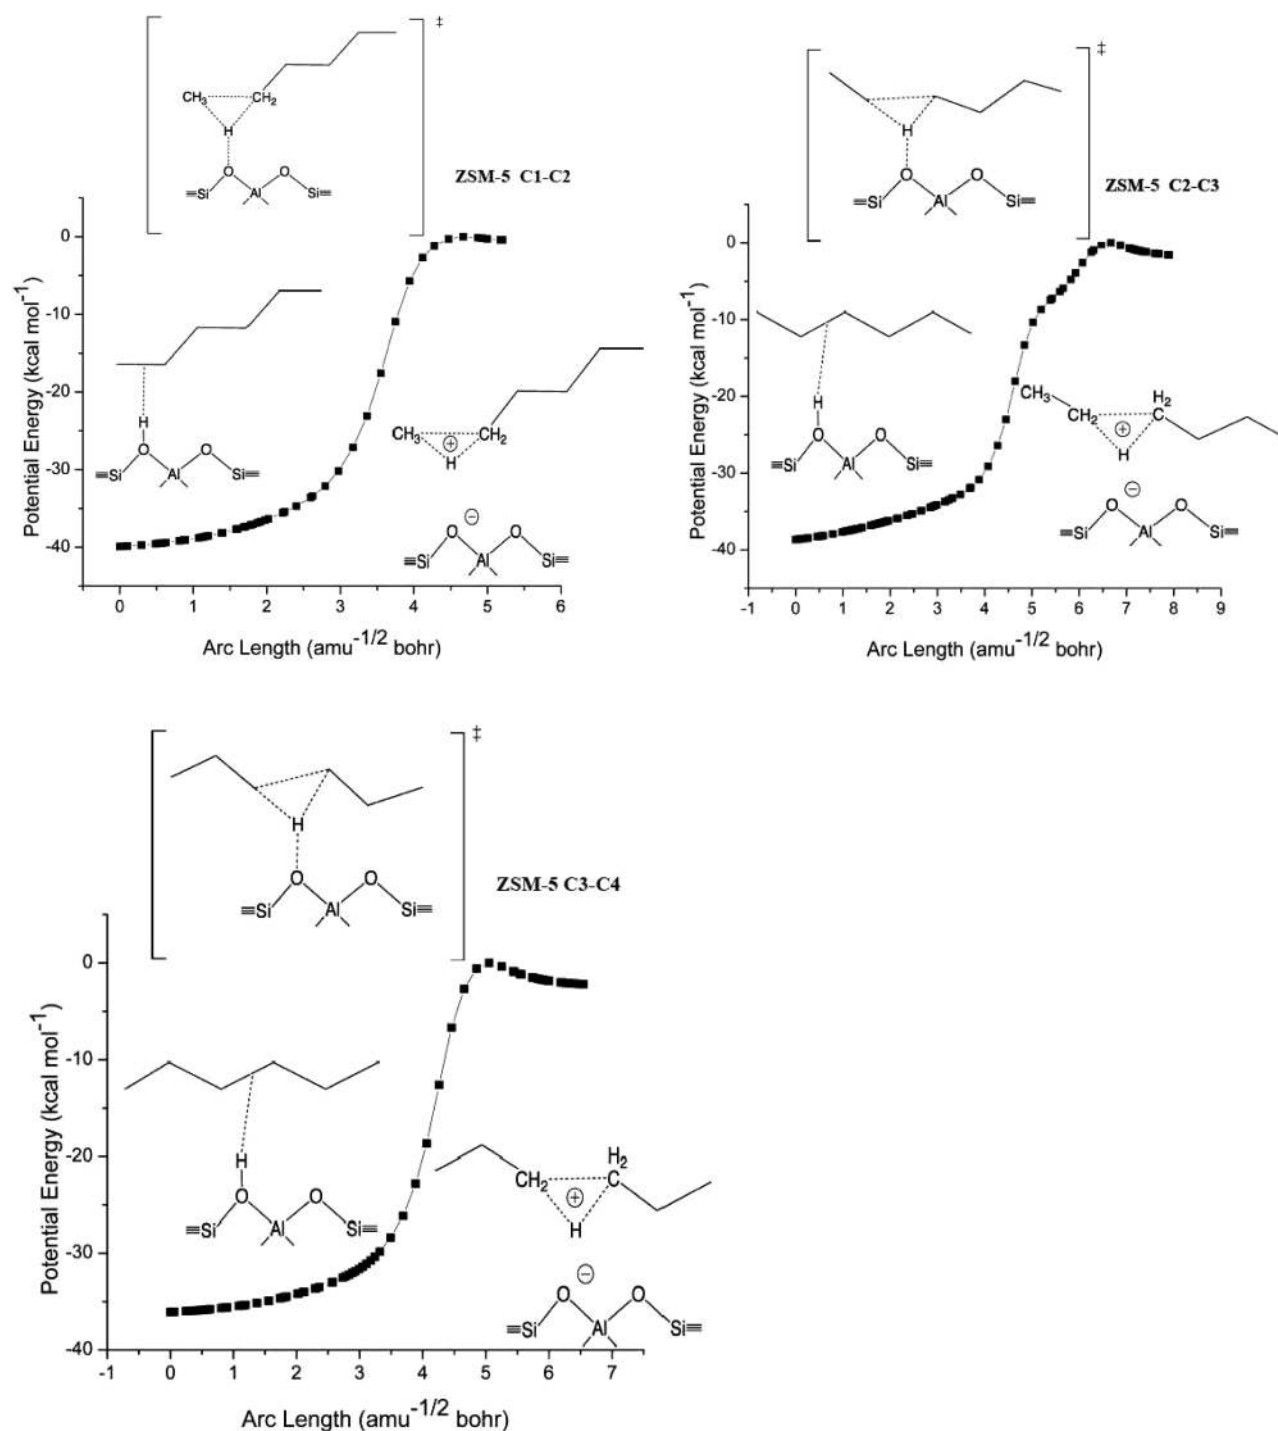 ‡
CH₃ CH₂
H
O O
≡Si Al Si≡
ZSM-5 C1-C2
0
-10
-20
-30
-40
Potential Energy (kcal mol⁻¹)
H
O O
≡Si Al Si≡
CH₃ CH₂
⊕
H
⊖
O O
≡Si Al Si≡
0 1 2 3 4 5 6
Arc Length (amu⁻¹/² bohr)
‡
H
O O
≡Si Al Si≡
ZSM-5 C2-C3
0
-10
-20
-30
-40
Potential Energy (kcal mol⁻¹)
H
O O
≡Si Al Si≡
CH₃ H₂
CH₂ C
⊕
H
⊖
O O
≡Si Al Si≡
-1 0 1 2 3 4 5 6 7 8 9
Arc Length (amu⁻¹/² bohr)
‡
H
O O
≡Si Al Si≡
ZSM-5 C3-C4
0
-10
-20
-30
-40
Potential Energy (kcal mol⁻¹)
H
O O
≡Si Al Si≡
H₂
CH₂ C
⊕
H
⊖
O O
≡Si Al Si≡
-1 0 1 2 3 4 5 6 7
Arc Length (amu⁻¹/² bohr)